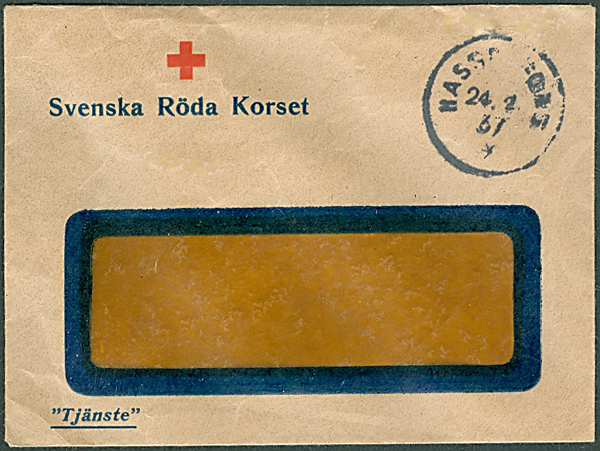 Svenska Röda Korset
24. 2
37
"Tjänste"